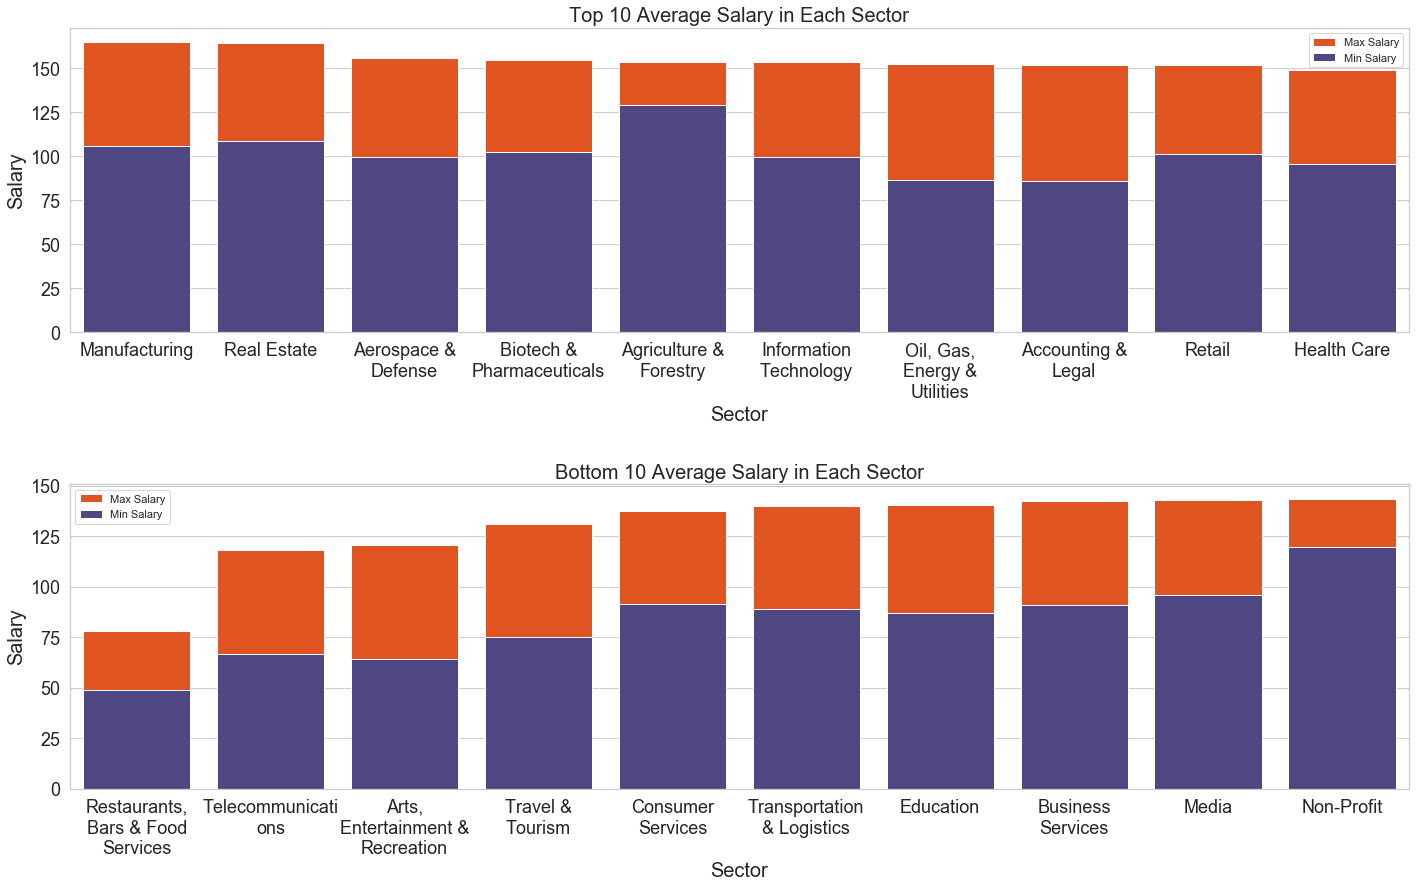 Top 10 Average Salary in Each Sector
Max Salary
Min Salary
150
125
100
75
50
25
0
Salary
Manufacturing
Real Estate
Aerospace &
Defense
Biotech &
Pharmaceuticals
Agriculture &
Forestry
Information
Technology
Oil, Gas,
Energy &
Utilities
Accounting &
Legal
Retail
Health Care
Sector
Bottom 10 Average Salary in Each Sector
Max Salary
Min Salary
150
125
100
75
50
25
0
Salary
Restaurants,
Bars & Food
Services
Telecommunicati
ons
Arts,
Entertainment &
Recreation
Travel &
Tourism
Consumer
Services
Transportation
& Logistics
Education
Business
Services
Media
Non-Profit
Sector